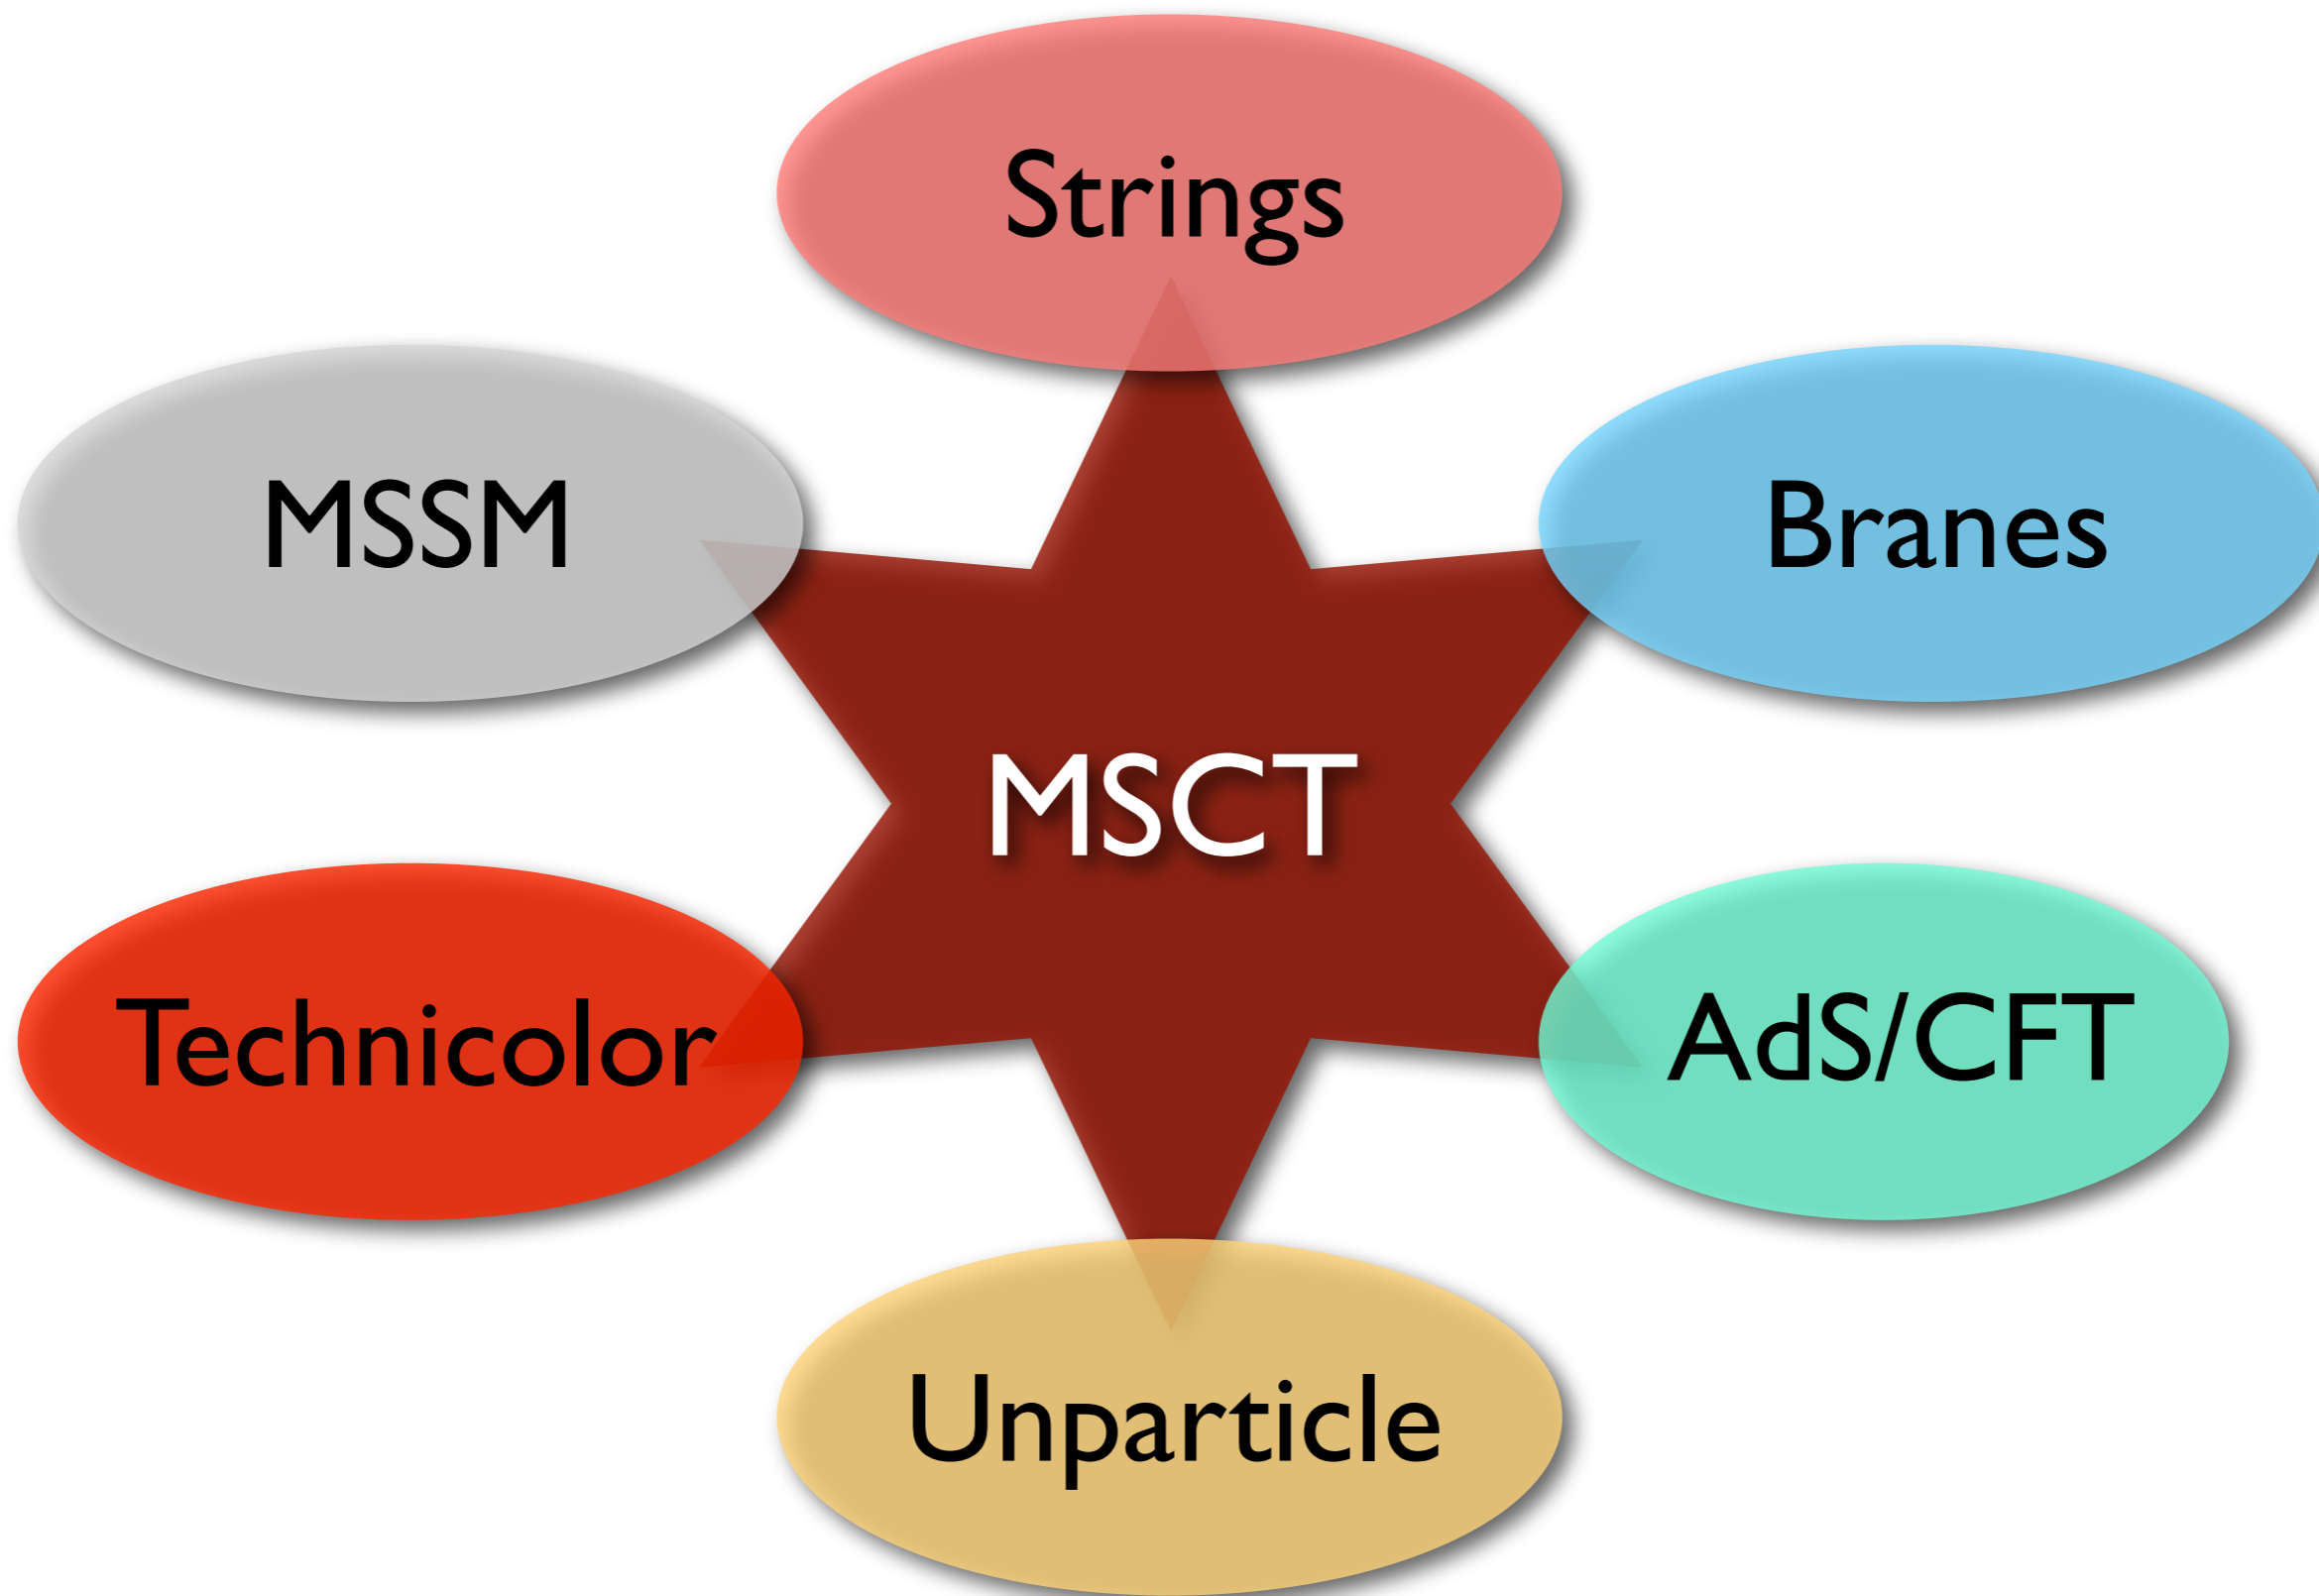 Strings
MSSM
Branes
MSCT
Technicolor
AdS/CFT
Unparticle